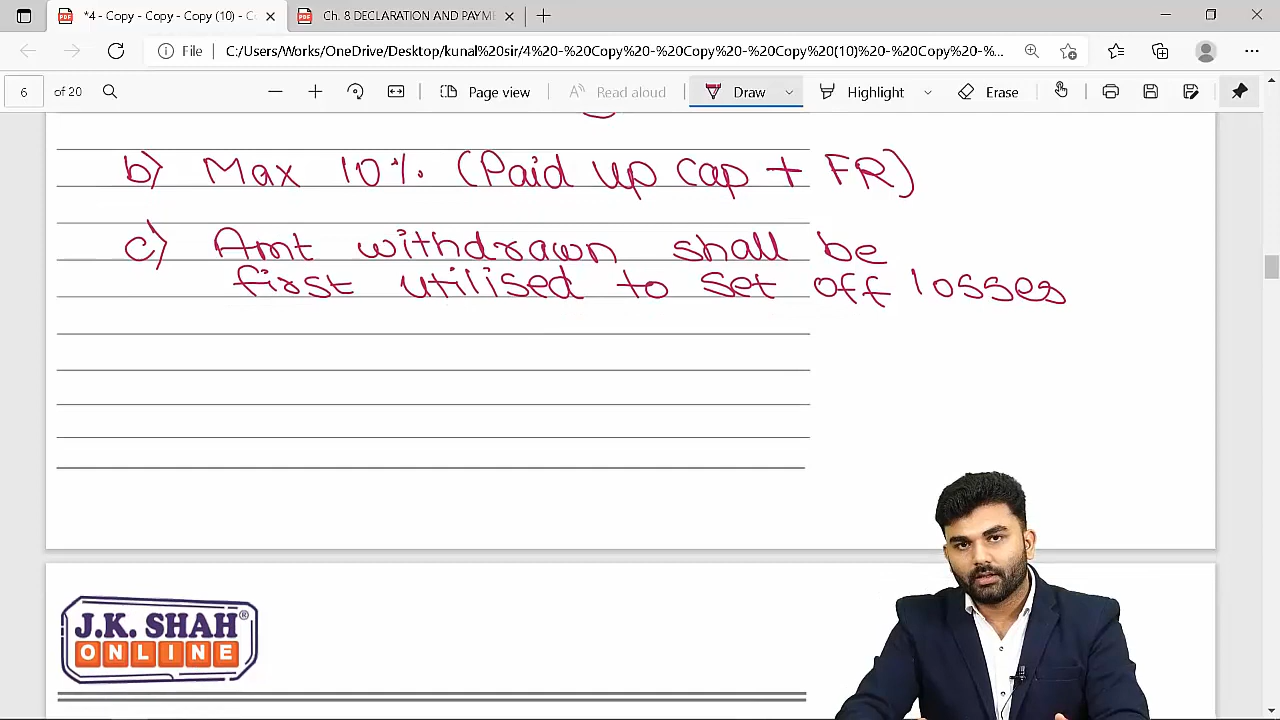 *4 - Copy - Copy - Copy (10) - Co
Ch. 8 DECLARATION AND PAYM
File
C:/Users/Works/OneDrive/Desktop/kunal%20sir/4%20-%20Copy%20-%20Copy%20-%20Copy%20(10)%20-%20Copy%20-%...
6 of 20
Page view
Read aloud
Draw
Highlight
Erase
b) Max 10%. (Paid up cap + FR)
c) Amt withdrawn shall be
first utilised to set off losses
J.K. SHAH®
ONLINE